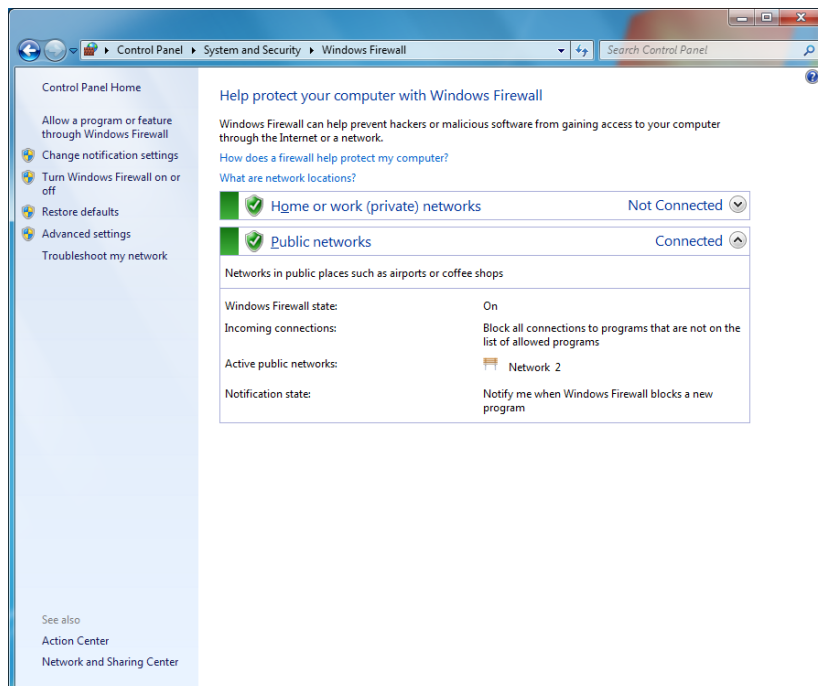 Control Panel System and Security Windows Firewall
Search Control Panel
Control Panel Home
Allow a program or feature
through Windows Firewall
Change notification settings
Turn Windows Firewall on or
off
Restore defaults
Advanced settings
Troubleshoot my network
See also
Action Center
Network and Sharing Center
Help protect your computer with Windows Firewall
Windows Firewall can help prevent hackers or malicious software from gaining access to your computer
through the Internet or a network.
How does a firewall help protect my computer?
What are network locations?
Home or work (private) networks Not Connected
Public networks Connected
Networks in public places such as airports or coffee shops
Windows Firewall state: On
Incoming connections: Block all connections to programs that are not on the
list of allowed programs
Active public networks: Network 2
Notification state: Notify me when Windows Firewall blocks a new
program